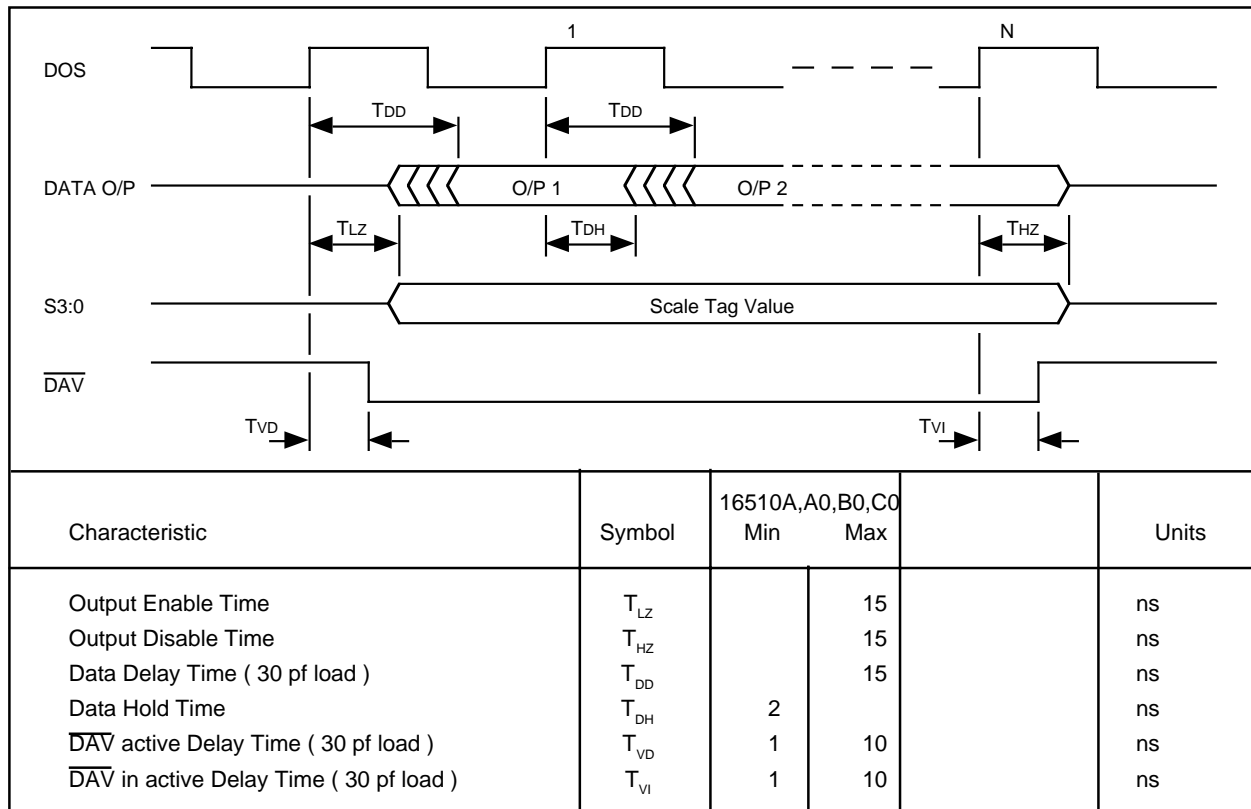 1 N
DOS
TDD TDD
DATA O/P O/P 1 O/P 2
TLZ TDH THZ
S3:0 Scale Tag Value
DAV
TVD TVI
16510A,A0,B0,C0
Characteristic Symbol Min Max Units
Output Enable Time TLZ 15 ns
Output Disable Time THZ 15 ns
Data Delay Time ( 30 pf load ) TDD 15 ns
Data Hold Time TDH 2 ns
DAV active Delay Time ( 30 pf load ) TVD 1 10 ns
DAV in active Delay Time ( 30 pf load ) TVI 1 10 ns